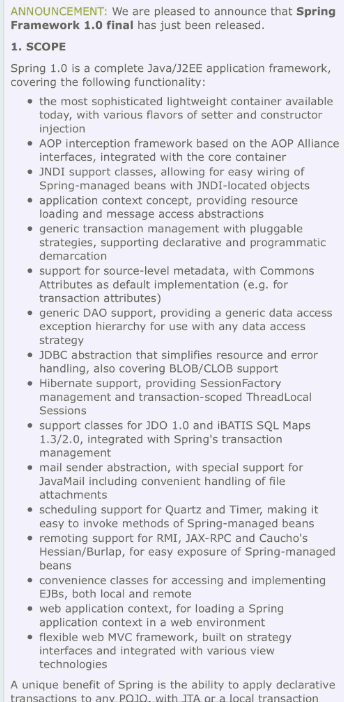 ANNOUNCEMENT: We are pleased to announce that Spring
Framework 1.0 final has just been released.
1. SCOPE
Spring 1.0 is a complete Java/J2EE application framework,
covering the following functionality:
• the most sophisticated lightweight container available
today, with various flavors of setter and constructor
injection
• AOP interception framework based on the AOP Alliance
interfaces, integrated with the core container
• JNDI support classes, allowing for easy wiring of
Spring-managed beans with JNDI-located objects
• application context concept, providing resource
loading and message access abstractions
• generic transaction management with pluggable
strategies, supporting declarative and programmatic
demarcation
• support for source-level metadata, with Commons
Attributes as default implementation (e.g. for
transaction attributes)
• generic DAO support, providing a generic data access
exception hierarchy for use with any data access
strategy
• JDBC abstraction that simplifies resource and error
handling, also covering BLOB/CLOB support
• Hibernate support, providing SessionFactory
management and transaction-scoped ThreadLocal
Sessions
• support classes for JDO 1.0 and iBATIS SQL Maps
1.3/2.0, integrated with Spring's transaction
management
• mail sender abstraction, with special support for
JavaMail including convenient handling of file
attachments
• scheduling support for Quartz and Timer, making it
easy to invoke methods of Spring-managed beans
• remoting support for RMI, JAX-RPC and Caucho's
Hessian/Burlap, for easy exposure of Spring-managed
beans
• convenience classes for accessing and implementing
EJBs, both local and remote
• web application context, for loading a Spring
application context in a web environment
• flexible web MVC framework, built on strategy
interfaces and integrated with various view
technologies
A unique benefit of Spring is the ability to apply declarative
transactions to any POJO, with JTA or a local transaction